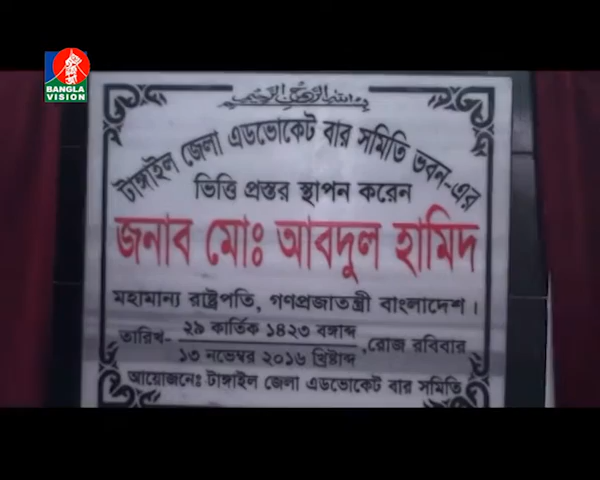 BANGLA
VISION
টাঙ্গাইল জেলা এডভোকেট বার সমিতি ভবন-এর
ভিত্তি প্রস্তর স্থাপন করেন
জনাব মোঃ আবদুল হামিদ
মহামান্য রাষ্ট্রপতি, গণপ্রজাতন্ত্রী বাংলাদেশ।
তারিখ- ২৯ কার্তিক ১৪২৩ বঙ্গাব্দ
১৩ নভেম্বর ২০১৬ খ্রিষ্টাব্দ ,রোজ রবিবার
আয়োজনেঃ টাঙ্গাইল জেলা এডভোকেট বার সমিতি